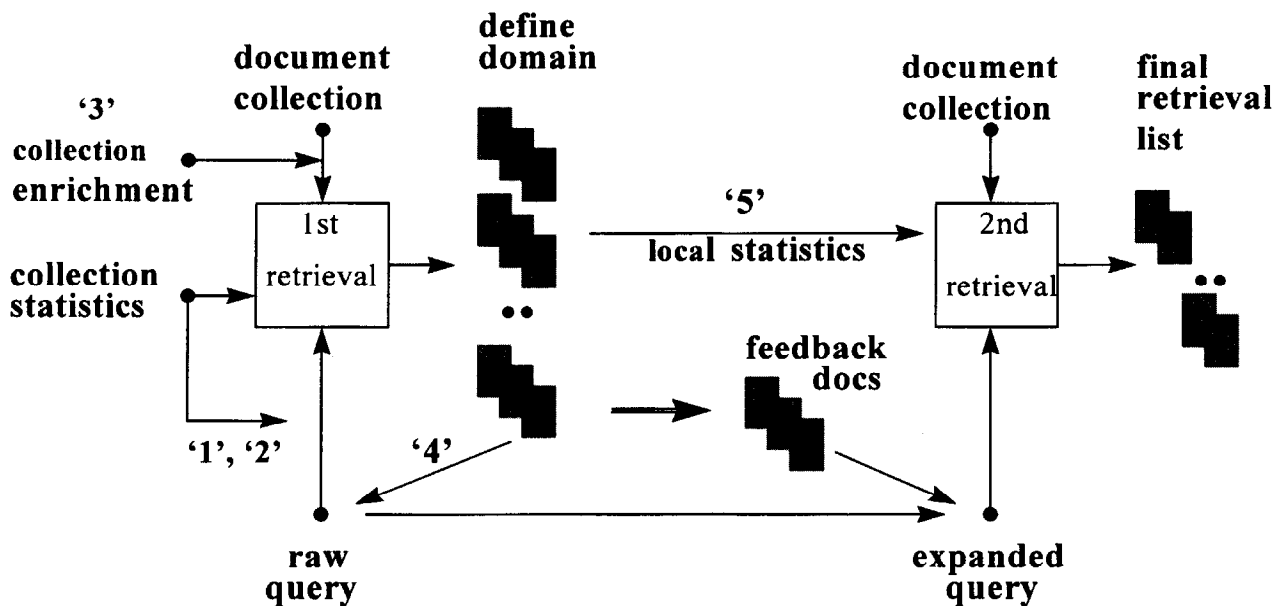 define
domain
document
collection
document
collection
final
retrieval
list
‘3’
collection
enrichment
1st
retrieval
‘5’
local statistics
2nd
retrieval
collection
statistics
feedback
docs
‘1’, ‘2’
‘4’
raw
query
expanded
query